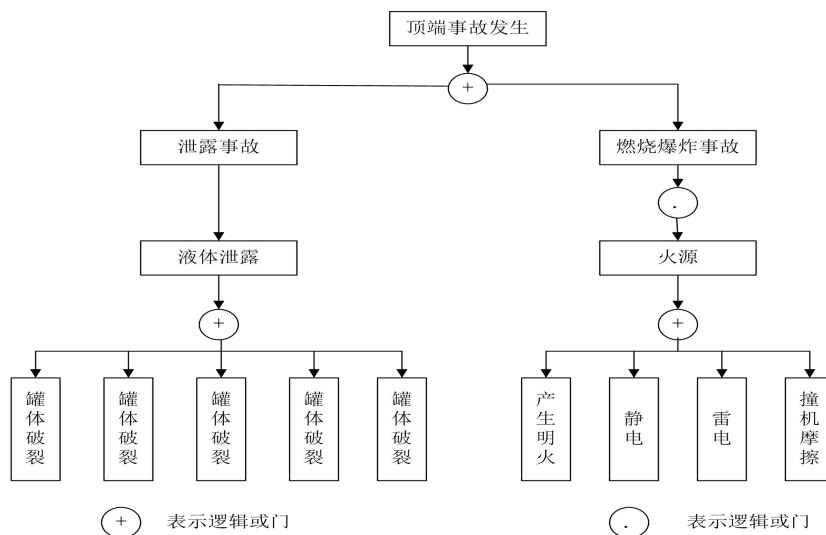 顶端事故发生
+
泄露事故
燃烧爆炸事故
.
液体泄露
火源
+
+
罐体破裂
罐体破裂
罐体破裂
罐体破裂
罐体破裂
产生明火
静电
雷电
撞机摩擦
+ 表示逻辑或门
. 表示逻辑或门